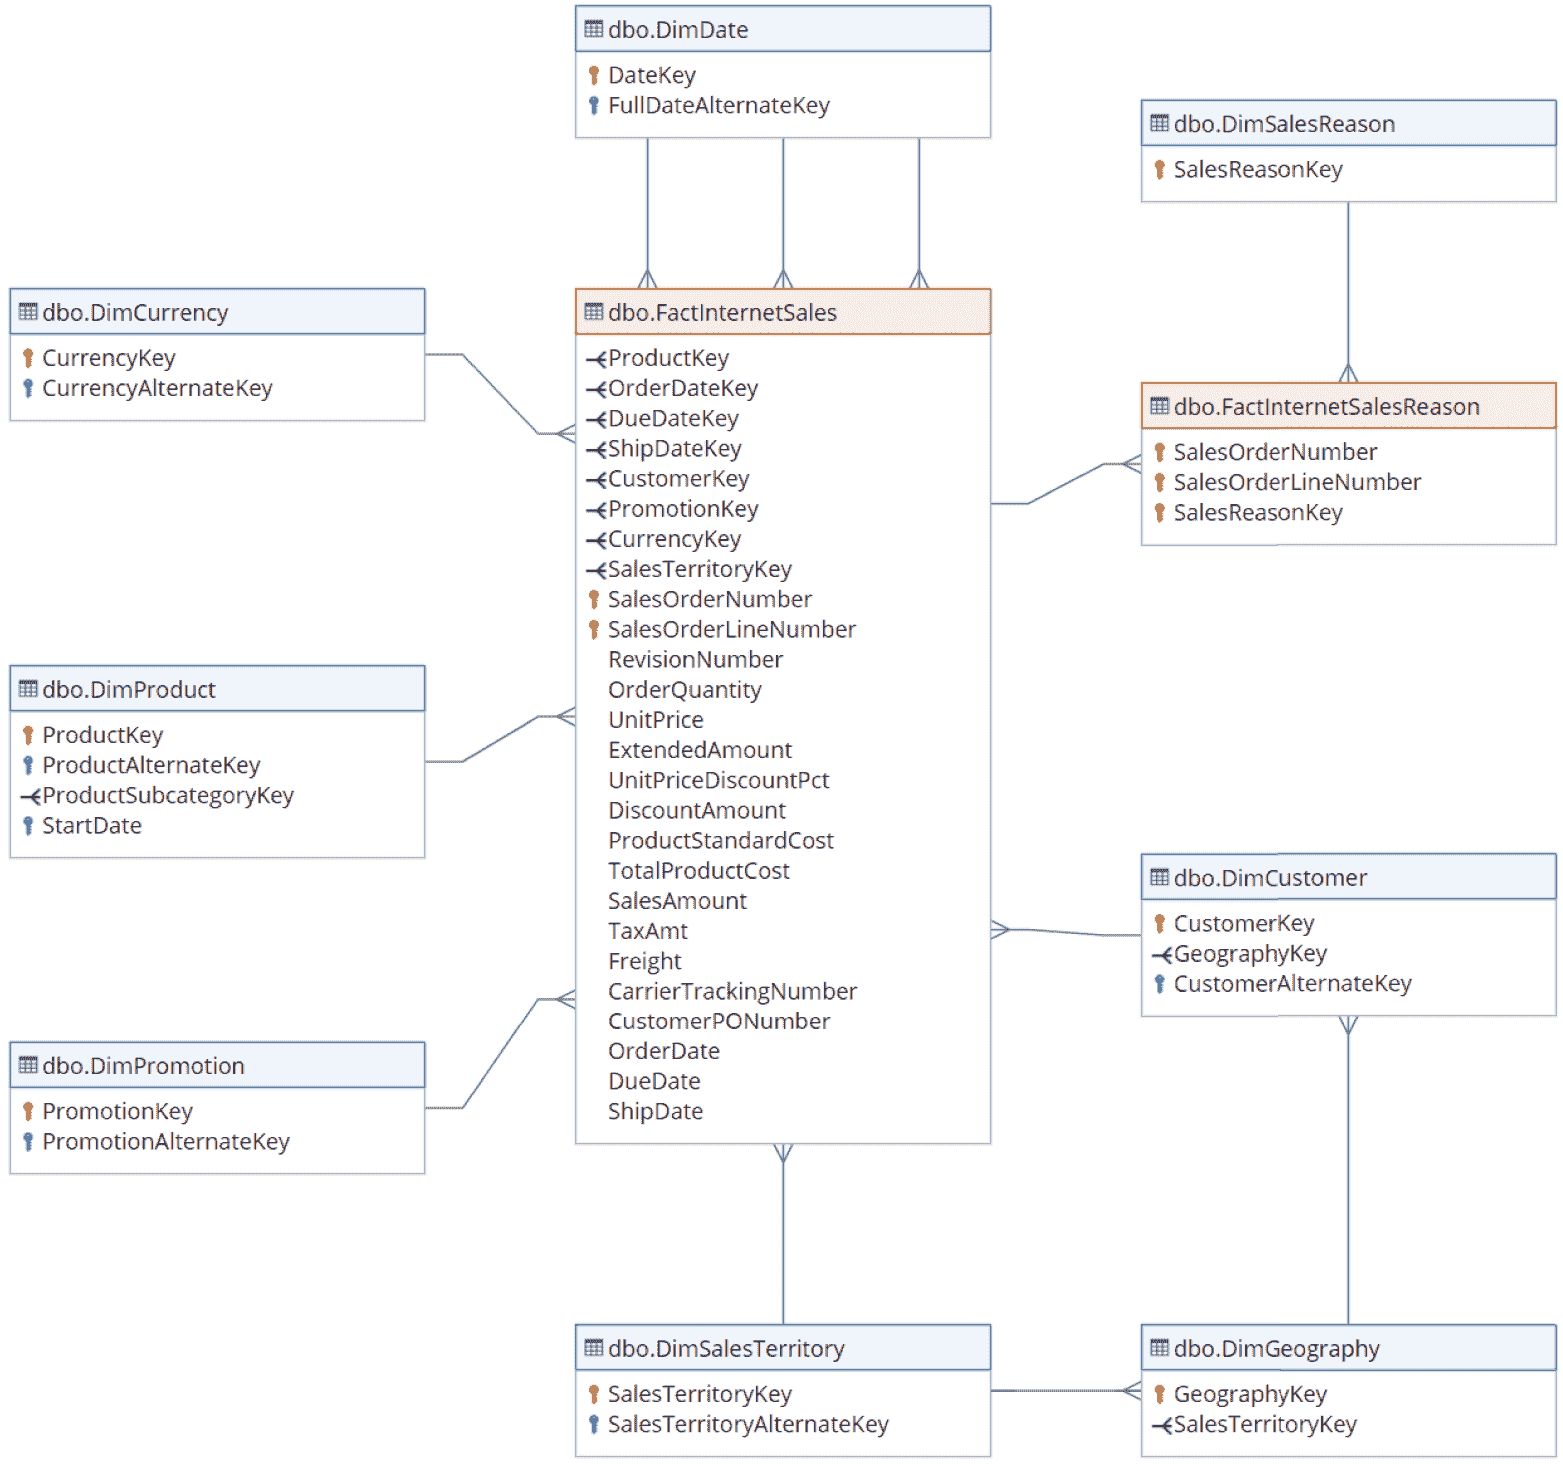 dbo.DimDate
DateKey
FullDateAlternateKey
dbo.DimSalesReason
SalesReasonKey
dbo.DimCurrency
CurrencyKey
CurrencyAlternateKey
dbo.FactInternetSales
ProductKey
OrderDateKey
DueDateKey
ShipDateKey
CustomerKey
PromotionKey
CurrencyKey
SalesTerritoryKey
SalesOrderNumber
SalesOrderLineNumber
RevisionNumber
OrderQuantity
UnitPrice
ExtendedAmount
UnitPriceDiscountPct
DiscountAmount
ProductStandardCost
TotalProductCost
SalesAmount
TaxAmt
Freight
CarrierTrackingNumber
CustomerPONumber
OrderDate
DueDate
ShipDate
dbo.FactInternetSalesReason
SalesOrderNumber
SalesOrderLineNumber
SalesReasonKey
dbo.DimProduct
ProductKey
ProductAlternateKey
ProductSubcategoryKey
StartDate
dbo.DimCustomer
CustomerKey
GeographyKey
CustomerAlternateKey
dbo.DimPromotion
PromotionKey
PromotionAlternateKey
dbo.DimSalesTerritory
SalesTerritoryKey
SalesTerritoryAlternateKey
dbo.DimGeography
GeographyKey
SalesTerritoryKey